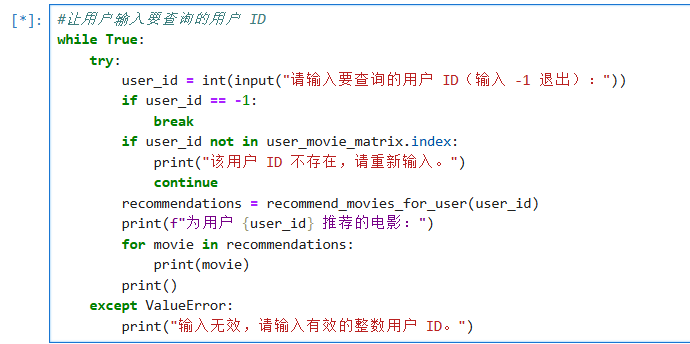 [*]: #让用户输入要查询的用户 ID
while True:
    try:
        user_id = int(input("请输入要查询的用户 ID（输入 -1 退出）："))
        if user_id == -1:
            break
        if user_id not in user_movie_matrix.index:
            print("该用户 ID 不存在，请重新输入。")
            continue
        recommendations = recommend_movies_for_user(user_id)
        print(f"为用户 {user_id} 推荐的电影：")
        for movie in recommendations:
            print(movie)
        print()
    except ValueError:
        print("输入无效，请输入有效的整数用户 ID。")